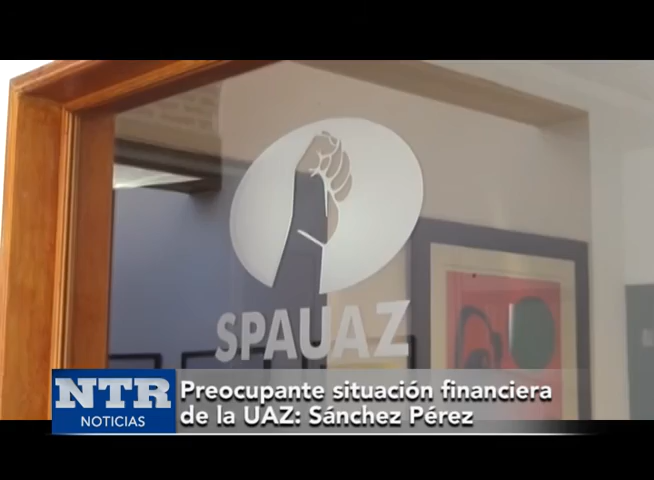 SPAUAZ
NTR
NOTICIAS
Preocupante situación financiera
de la UAZ: Sánchez Pérez